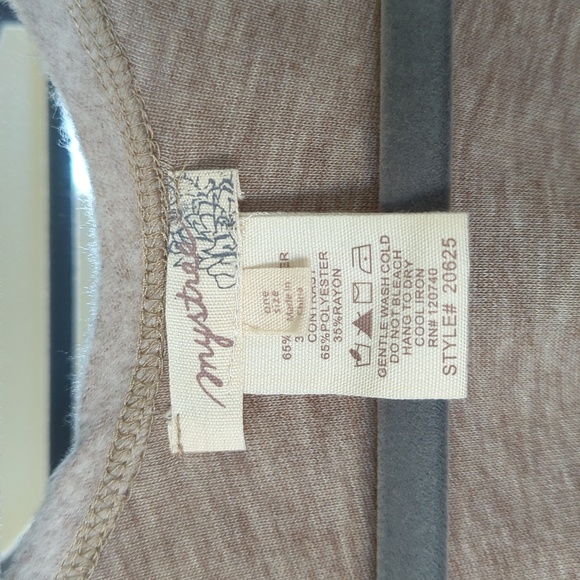 mystree
one
size
Made in
China
65%
ER
3
CONTRAST
65%POLYESTER
35%RAYON
GENTLE WASH COLD
DO NOT BLEACH
HANG TO DRY
COOL IRON
RN# 120740
STYLE# 20625